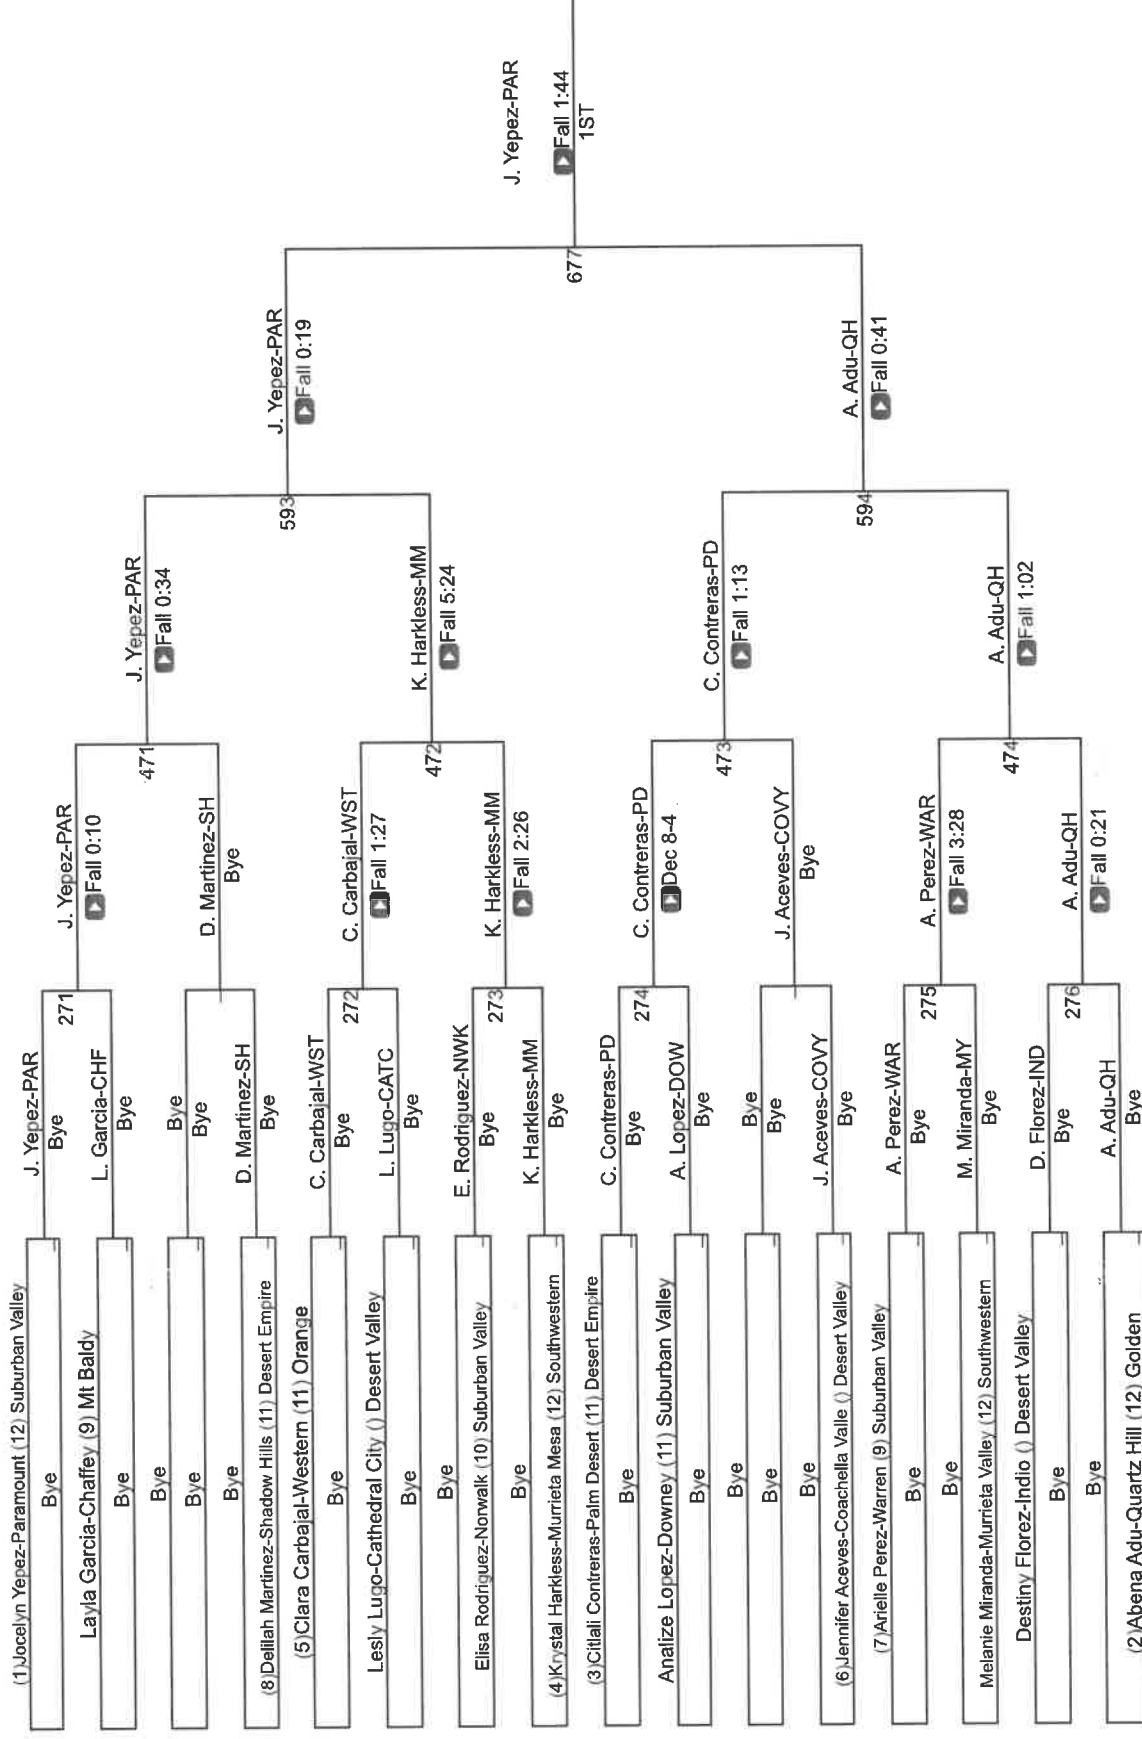 (1)Jocelyn Yepez-Paramount (12) Suburban Valley
Bye
Layla Garcia-Chaffey (9) Mt Baldy
Bye
Bye
Bye
Bye
(8)Delilah Martinez-Shadow Hills (11) Desert Empire
(5)Clara Carbajal-Western (11) Orange
Bye
Lesly Lugo-Cathedral City () Desert Valley
Bye
Bye
Elisa Rodriguez-Norwalk (10) Suburban Valley
Bye
(4)Krystal Harkless-Murrieta Mesa (12) Southwestern
(3)Citlali Contreras-Palm Desert (11) Desert Empire
Bye
Analize Lopez-Downey (11) Suburban Valley
Bye
Bye
Bye
Bye
(6)Jennifer Aceves-Coachella Valle () Desert Valley
(7)Arielle Perez-Warren (9) Suburban Valley
Bye
Bye
Melanie Miranda-Murrieta Valley (12) Southwestern
Destiny Florez-Indio () Desert Valley
Bye
Bye
(2)Abena Adu-Quartz Hill (12) Golden
J. Yepez-PAR
Bye
L. Garcia-CHF
Bye
Bye
Bye
D. Martinez-SH
Bye
C. Carbajal-WST
Bye
L. Lugo-CATC
Bye
E. Rodriguez-NWK
Bye
K. Harkless-MM
Bye
C. Contreras-PD
Bye
A. Lopez-DOW
Bye
Bye
Bye
J. Aceves-COVY
Bye
A. Perez-WAR
Bye
M. Miranda-MY
Bye
D. Florez-IND
Bye
A. Adu-QH
Bye
271
272
273
274
275
276
J. Yepez-PAR
Fall 0:10
D. Martinez-SH
Bye
C. Carbajal-WST
Fall 1:27
K. Harkless-MM
Fall 2:26
C. Contreras-PD
Dec 8-4
J. Aceves-COVY
Bye
A. Perez-WAR
Fall 3:28
A. Adu-QH
Fall 0:21
471
472
473
474
J. Yepez-PAR
Fall 0:34
K. Harkless-MM
Fall 5:24
C. Contreras-PD
Fall 1:13
A. Adu-QH
Fall 1:02
593
594
J. Yepez-PAR
Fall 0:19
A. Adu-QH
Fall 0:41
677
J. Yepez-PAR
Fall 1:44
1ST